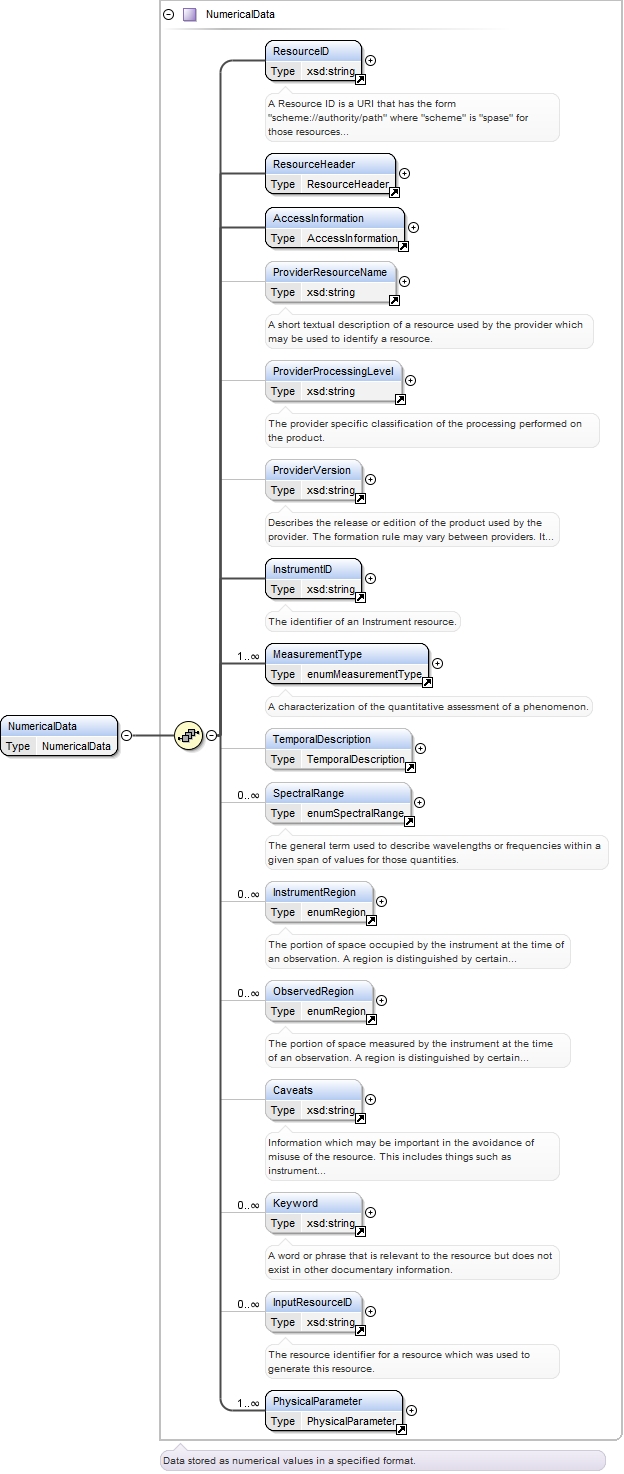 NumericalData
ResourceID
Type xsd:string
A Resource ID is a URI that has the form
"scheme://authority/path" where "scheme" is "spase" for
those resources...
ResourceHeader
Type ResourceHeader
AccessInformation
Type AccessInformation
ProviderResourceName
Type xsd:string
A short textual description of a resource used by the provider which
may be used to identify a resource.
ProviderProcessingLevel
Type xsd:string
The provider specific classification of the processing performed on
the product.
ProviderVersion
Type xsd:string
Describes the release or edition of the product used by the
provider. The formation rule may vary between providers. It...
InstrumentID
Type xsd:string
The identifier of an Instrument resource.
1..∞
MeasurementType
Type enumMeasurementType
A characterization of the quantitative assessment of a phenomenon.
NumericalData
Type NumericalData
TemporalDescription
Type TemporalDescription
0..∞
SpectralRange
Type enumSpectralRange
The general term used to describe wavelengths or frequencies within a
given span of values for those quantities.
0..∞
InstrumentRegion
Type enumRegion
The portion of space occupied by the instrument at the time of
an observation. A region is distinguished by certain...
0..∞
ObservedRegion
Type enumRegion
The portion of space measured by the instrument at the time
of an observation. A region is distinguished by certain...
Caveats
Type xsd:string
Information which may be important in the avoidance of
misuse of the resource. This includes things such as
instrument...
0..∞
Keyword
Type xsd:string
A word or phrase that is relevant to the resource but does not
exist in other documentary information.
0..∞
InputResourceID
Type xsd:string
The resource identifier for a resource which was used to
generate this resource.
1..∞
PhysicalParameter
Type PhysicalParameter
Data stored as numerical values in a specified format.